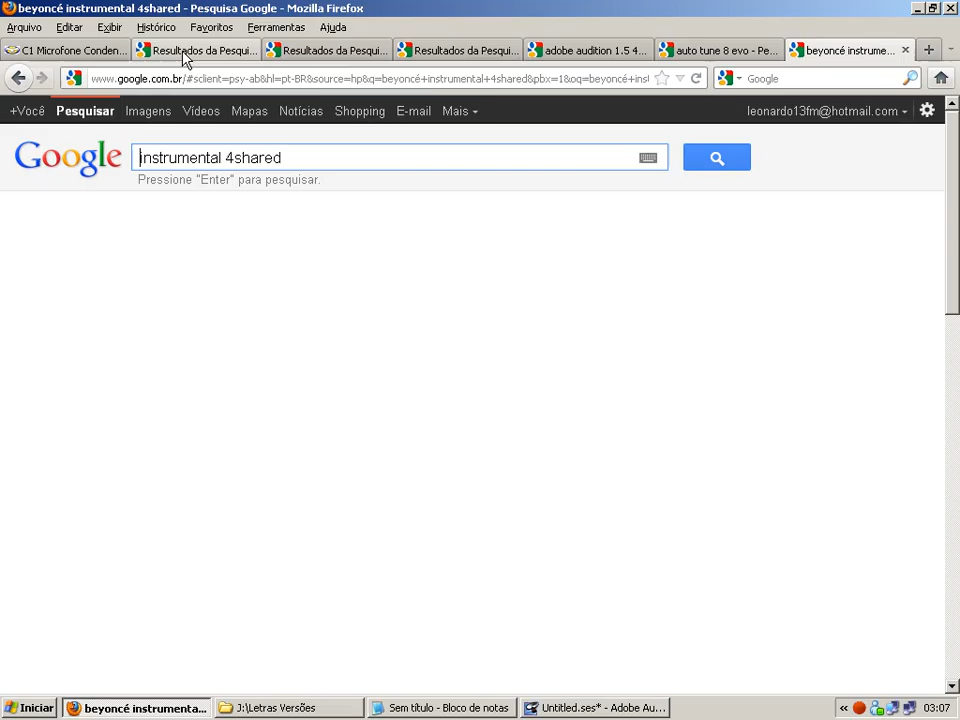 beyoncé instrumental 4shared - Pesquisa Google - Mozilla Firefox
Arquivo Editar Exibir Histórico Favoritos Ferramentas Ajuda
C1 Microfone Conden... Resultados da Pesqui... Resultados da Pesqui... Resultados da Pesqui... adobe audition 1.5 4... auto tune 8 evo - Pe... beyoncé instrume...
www.google.com.br/#sclient=psy-ab&hl=pt-BR&source=hp&q=beyoncé+instrumental+4shared&pbx=1&oq=beyoncé+ins Google
+Você Pesquisar Imagens Vídeos Mapas Notícias Shopping E-mail Mais leonardo13fm@hotmail.com
Google instrumental 4shared
Pressione "Enter" para pesquisar.
Iniciar beyoncé instrumenta... J:\Letras Versões Sem título - Bloco de notas Untitled.ses* - Adobe Au... « 03:07